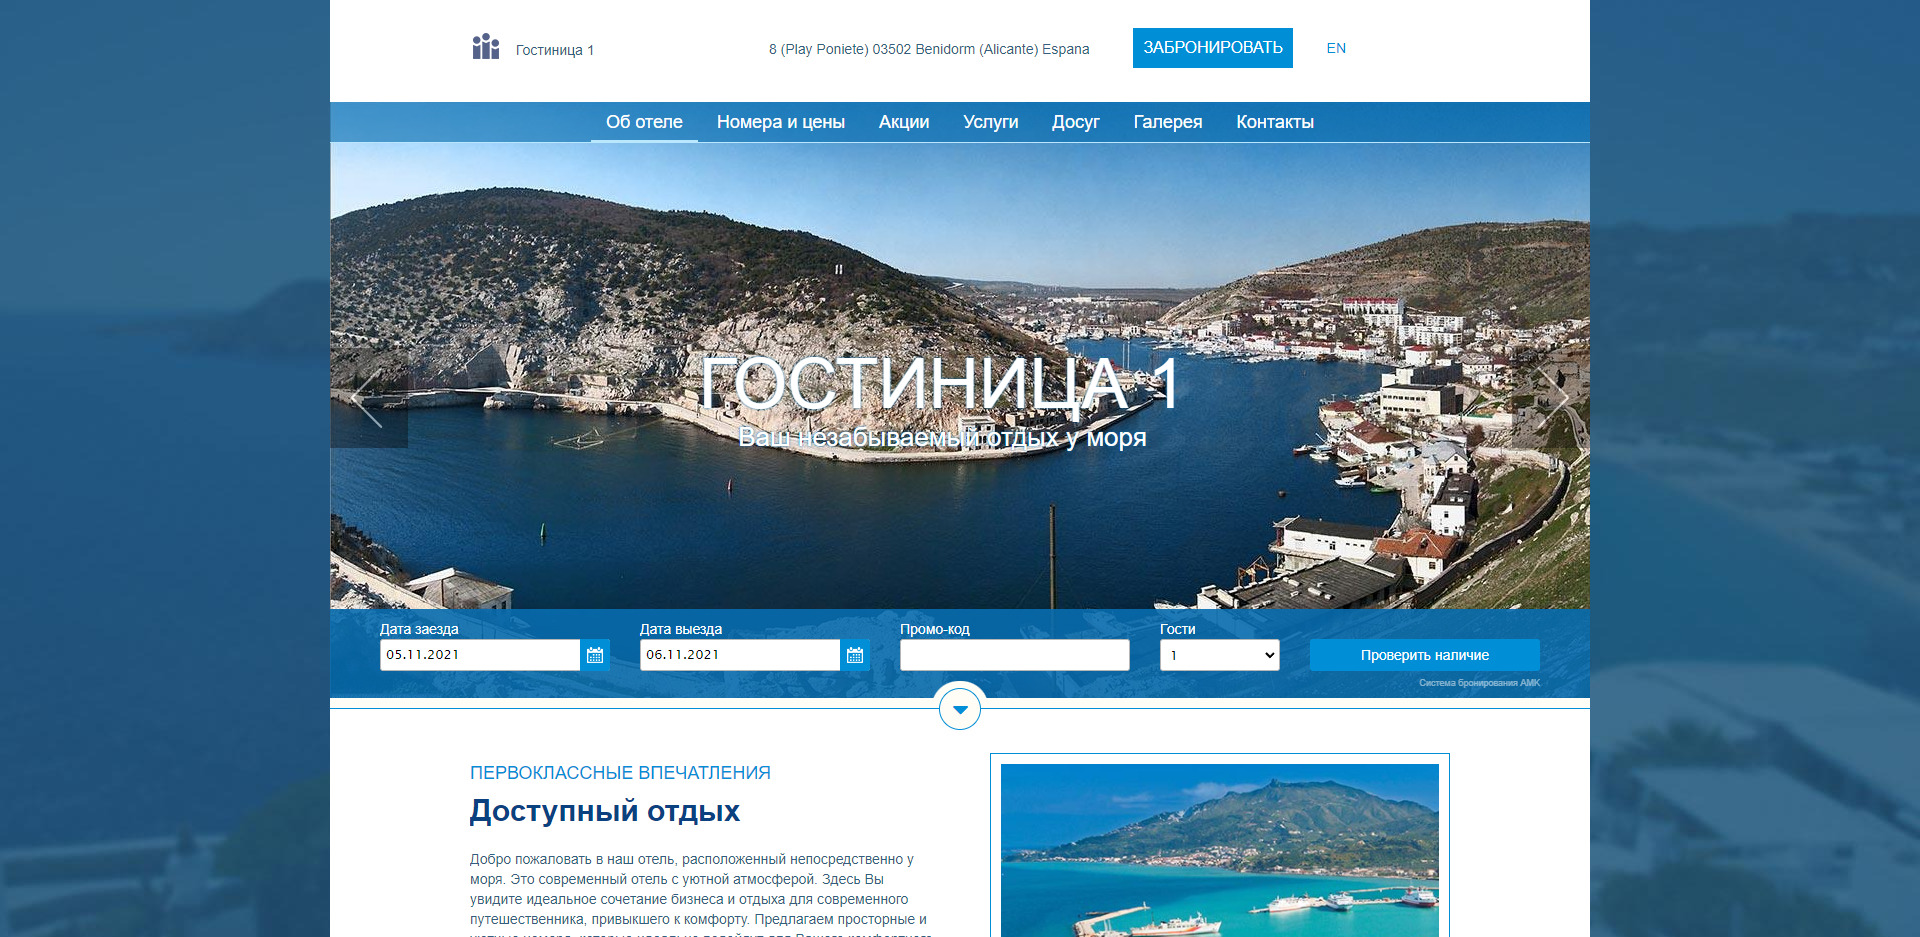 Гостиница 1
8 (Play Poniete) 03502 Benidorm (Alicante) Espana
ЗАБРОНИРОВАТЬ
EN
Об отеле
Номера и цены
Акции
Услуги
Досуг
Галерея
Контакты
ГОСТИНИЦА 1
Ваш незабываемый отдых у моря
Дата заезда
Дата выезда
Промо-код
Гости
05.11.2021
06.11.2021
1
Проверить наличие
Система бронирования АМК
ПЕРВОКЛАССНЫЕ ВПЕЧАТЛЕНИЯ
Доступный отдых
Добро пожаловать в наш отель, расположенный непосредственно у
моря. Это современный отель с уютной атмосферой. Здесь Вы
увидите идеальное сочетание бизнеса и отдыха для современного
путешественника, привыкшего к комфорту. Предлагаем просторные и